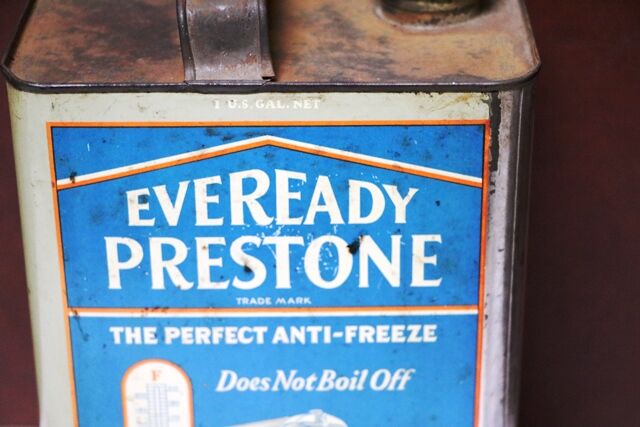 1 U.S. GAL. NET
EVEREADY
PRESTONE
TRADE MARK
THE PERFECT ANTI-FREEZE
Does Not Boil Off
F